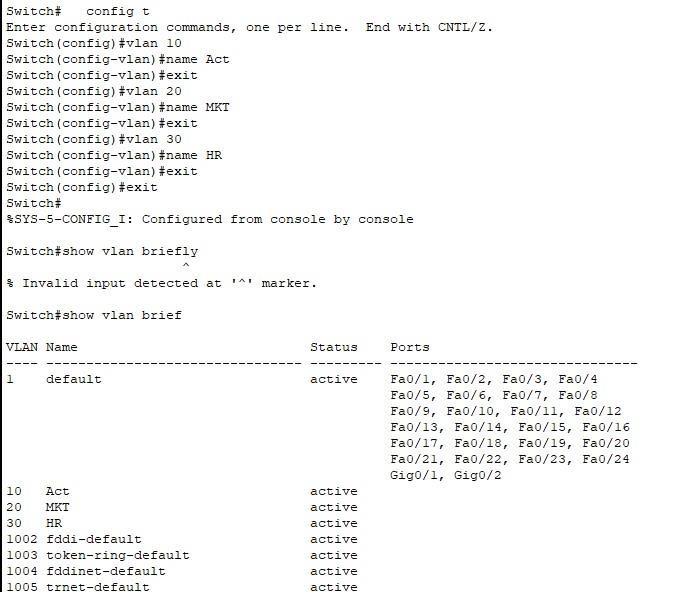 Switch#   config t
Enter configuration commands, one per line.  End with CNTL/Z.
Switch(config)#vlan 10
Switch(config-vlan)#name Act
Switch(config-vlan)#exit
Switch(config)#vlan 20
Switch(config-vlan)#name MKT
Switch(config-vlan)#exit
Switch(config)#vlan 30
Switch(config-vlan)#name HR
Switch(config-vlan)#exit
Switch(config)#exit
Switch#
%SYS-5-CONFIG_I: Configured from console by console
Switch#show vlan briefly
^
% Invalid input detected at '^' marker.
Switch#show vlan brief
VLAN Name                             Status    Ports
---- -------------------------------- --------- -------------------------------
1    default                          active    Fa0/1, Fa0/2, Fa0/3, Fa0/4
Fa0/5, Fa0/6, Fa0/7, Fa0/8
Fa0/9, Fa0/10, Fa0/11, Fa0/12
Fa0/13, Fa0/14, Fa0/15, Fa0/16
Fa0/17, Fa0/18, Fa0/19, Fa0/20
Fa0/21, Fa0/22, Fa0/23, Fa0/24
Gig0/1, Gig0/2
10   Act                              active
20   MKT                              active
30   HR                               active
1002 fddi-default                     active
1003 token-ring-default               active
1004 fddinet-default                  active
1005 trnet-default                    active